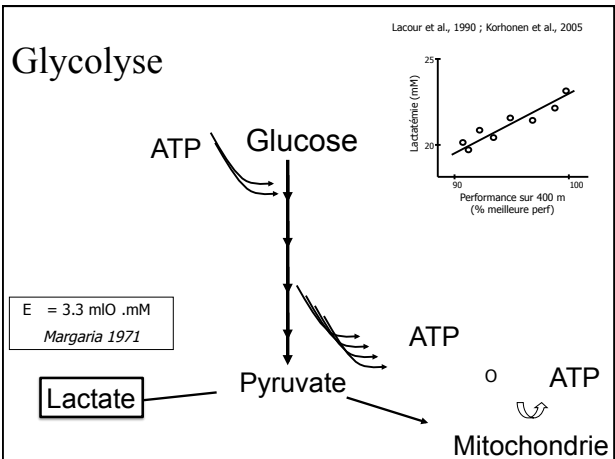 Lacour et al., 1990 ; Korhonen et al., 2005
Glycolyse
25
Lactatémie (mM)
20
90
100
Performance sur 400 m
(% meilleure perf)
ATP
Glucose
E = 3.3 mlO .mM
Margaria 1971
ATP
O
ATP
Lactate
Pyruvate
Mitochondrie